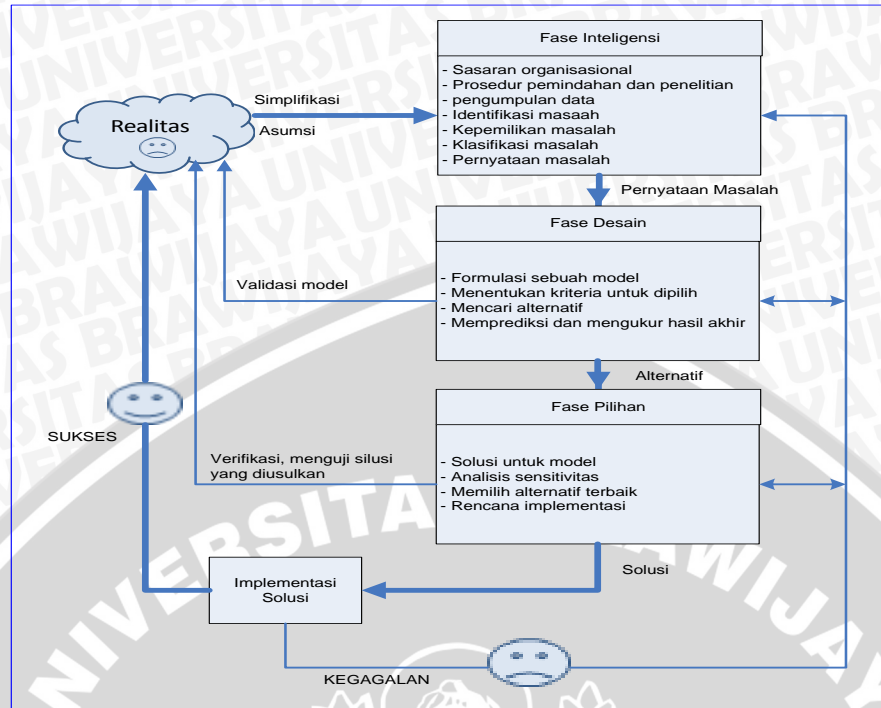 Fase Inteligensi
- Sasaran organisasional
- Prosedur pemindahan dan penelitian
- pengumpulan data
- Identifikasi masaah
- Kepemilikan masalah
- Klasifikasi masalah
- Pernyataan masalah
Simplifikasi
Asumsi
Realitas
Pernyataan Masalah
Fase Desain
- Formulasi sebuah model
- Menentukan kriteria untuk dipilih
- Mencari alternatif
- Memprediksi dan mengukur hasil akhir
Validasi model
Alternatif
Fase Pilihan
- Solusi untuk model
- Analisis sensitivitas
- Memilih alternatif terbaik
- Rencana implementasi
Verifikasi, menguji silusi
yang diusulkan
SUKSES
Solusi
Implementasi
Solusi
KEGAGALAN